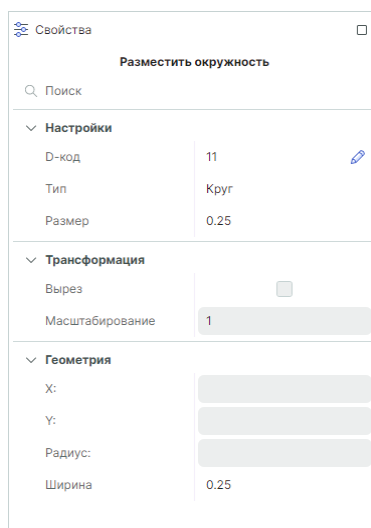 Свойства
Разместить окружность
Поиск
Настройки
D-код 11
Тип Круг
Размер 0.25
Трансформация
Вырез
Масштабирование 1
Геометрия
X:
Y:
Радиус:
Ширина 0.25